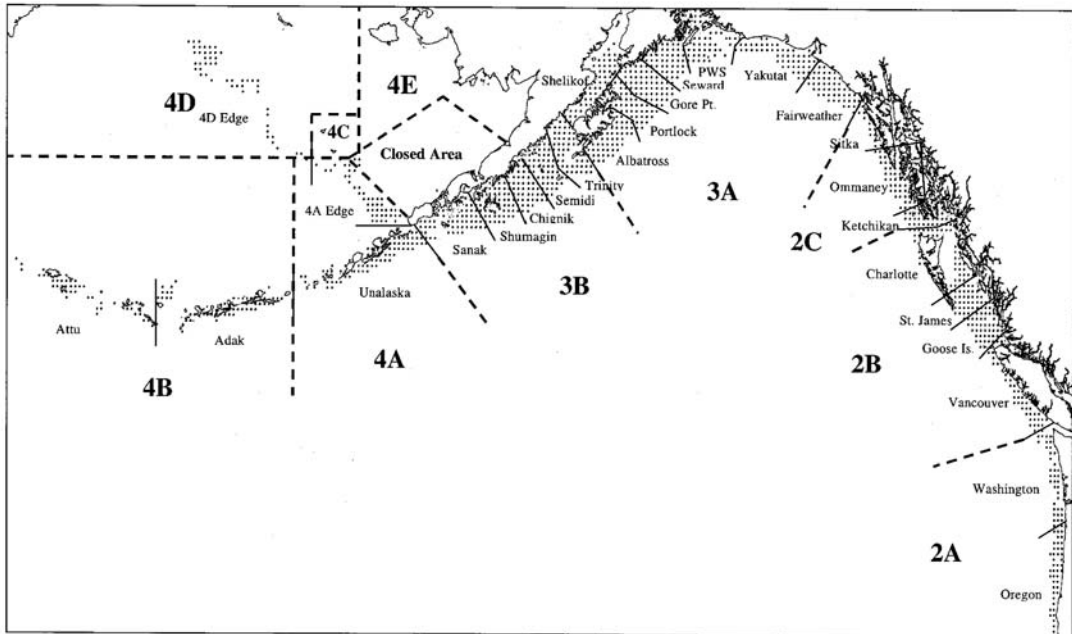 4D
4D Edge
4E
4C
Closed Area
4A Edge
Shelikof
PWS
Seward
Gore Pt.
Portlock
Albatross
Yakutat
Fairweather
3A
Trinity
Semidi
Chignik
Shumagin
Sanak
3B
Unalaska
4A
Attu
Adak
4B
Sitka
Ommaney
Ketchikan
2C
Charlotte
St. James
Goose Is.
2B
Vancouver
Washington
2A
Oregon